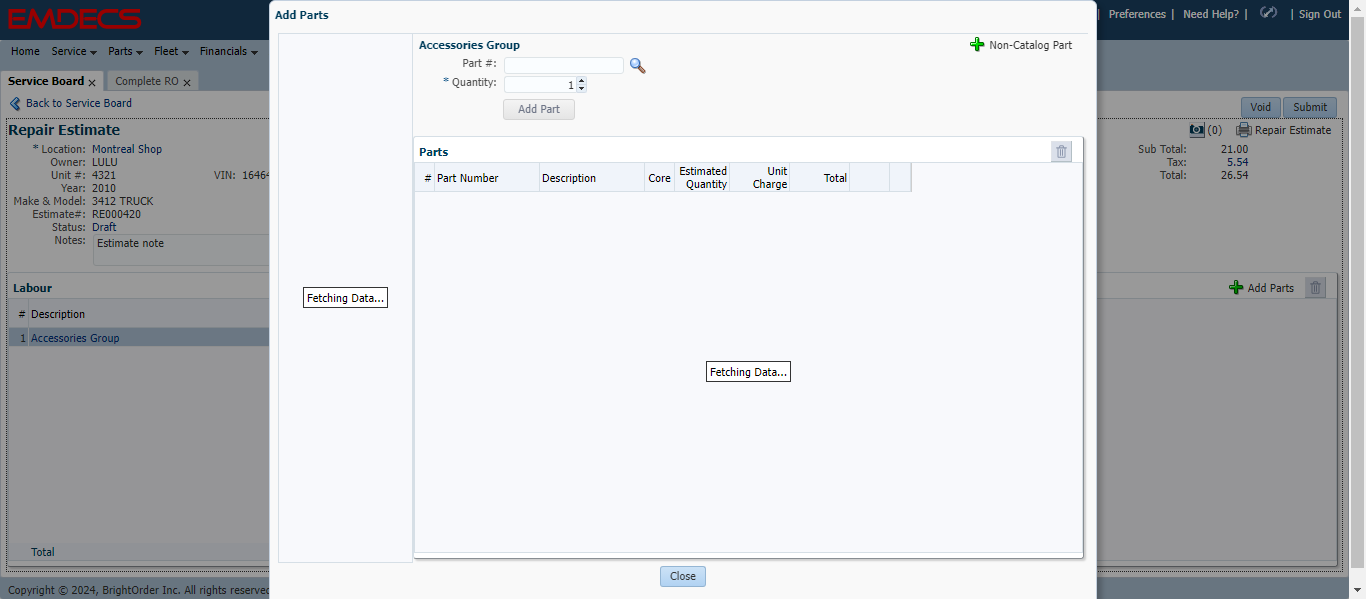 EMDECS
Preferences | Need Help? | | Sign Out
Home Service Parts Fleet Financials
Service Board x Complete RO x
Back to Service Board
Void Submit
Repair Estimate
(0) Repair Estimate
* Location: Montreal Shop
Owner: LULU
Unit #: 4321 VIN: 16464
Year: 2010
Make & Model: 3412 TRUCK
Estimate#: RE000420
Status: Draft
Notes: Estimate note
Sub Total: 21.00
Tax: 5.54
Total: 26.54
Labour
# Description
1 Accessories Group
Total
Add Parts
Copyright © 2024, BrightOrder Inc. All rights reserved
Add Parts
Accessories Group
Non-Catalog Part
Part #:
* Quantity: 1
Add Part
Parts
# Part Number Description Core Estimated Quantity Unit Charge Total
Fetching Data...
Fetching Data...
Close